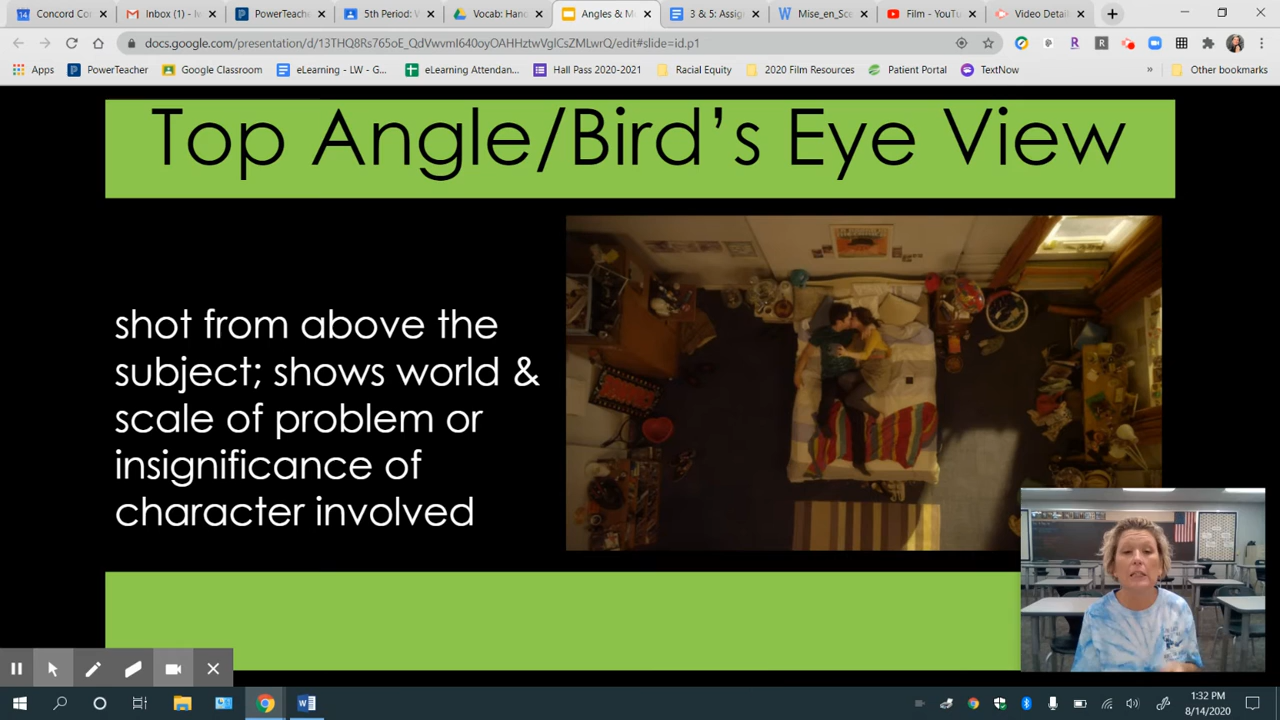 Concord Co
Inbox (1) - l
PowerTeache
5th Period: V
Vocab: Hand
Angles & M
3 & 5: Assig
Mise_en_Sce
Film - YouTu
Video Detail
docs.google.com/presentation/d/13THQ8Rs765oE_QdVwvmI640oyOAHHztwVglCsZMLwrQ/edit#slide=id.p1
Apps
PowerTeacher
Google Classroom
eLearning - LW - G...
eLearning Attendan...
Hall Pass 2020-2021
Racial Equity
2020 Film Resources
Patient Portal
TextNow
»
Other bookmarks
Top Angle/Bird’s Eye View
shot from above the
subject; shows world &
scale of problem or
insignificance of
character involved
1:32 PM
8/14/2020